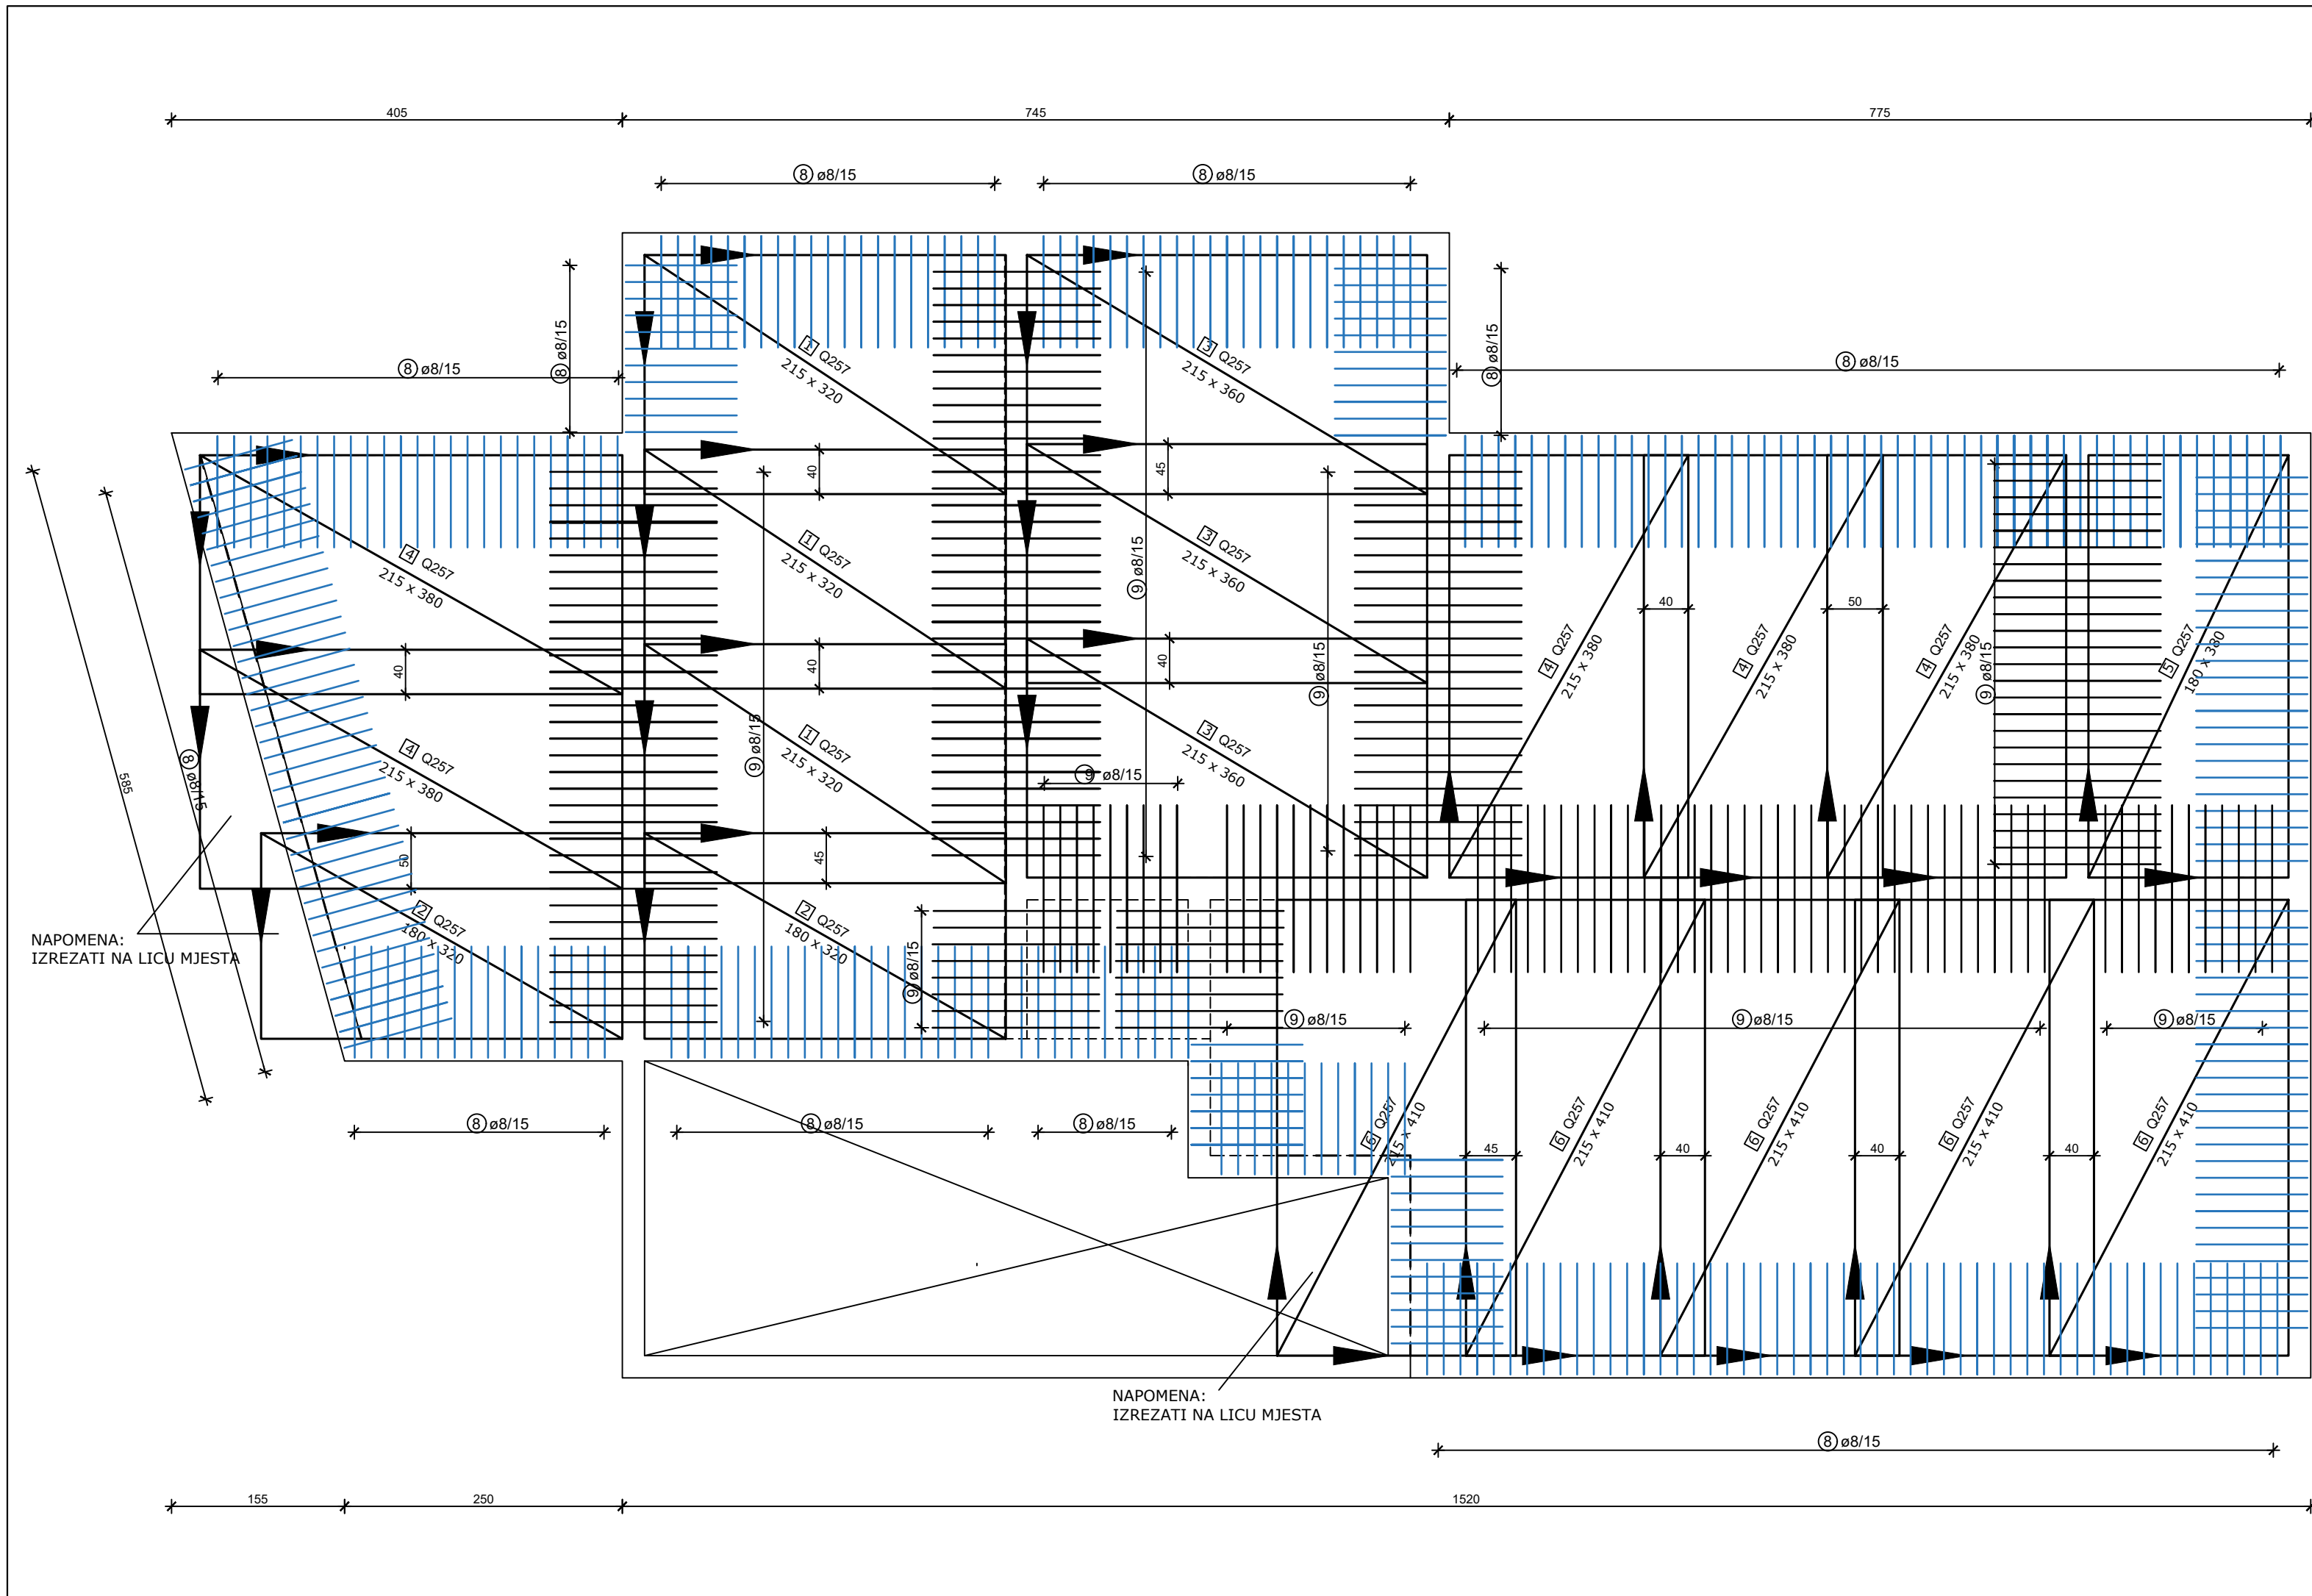 405
745
775
8 ø8/15
8 ø8/15
8 ø8/15
8 ø8/15
8 ø8/15
8 ø8/15
1 Q257
215 x 320
3 Q257
215 x 360
40
45
1 Q257
215 x 320
3 Q257
215 x 360
9 ø8/15
4 Q257
215 x 380
40
50
4 Q257
215 x 380
4 Q257
215 x 380
4 Q257
215 x 380
5 Q257
180 x 380
40
40
40
9 ø8/15
9 ø8/15
9 ø8/15
1 Q257
215 x 320
3 Q257
215 x 360
4 Q257
215 x 380
585
8 ø8/15
9 ø8/15
50
45
2 Q257
180 x 320
2 Q257
180 x 320
NAPOMENA:
IZREZATI NA LICU MJESTA
9 ø8/15
9 ø8/15
9 ø8/15
9 ø8/15
8 ø8/15
8 ø8/15
8 ø8/15
6 Q257
215 x 410
6 Q257
215 x 410
6 Q257
215 x 410
6 Q257
215 x 410
6 Q257
215 x 410
45
40
40
40
NAPOMENA:
IZREZATI NA LICU MJESTA
8 ø8/15
155
250
1520